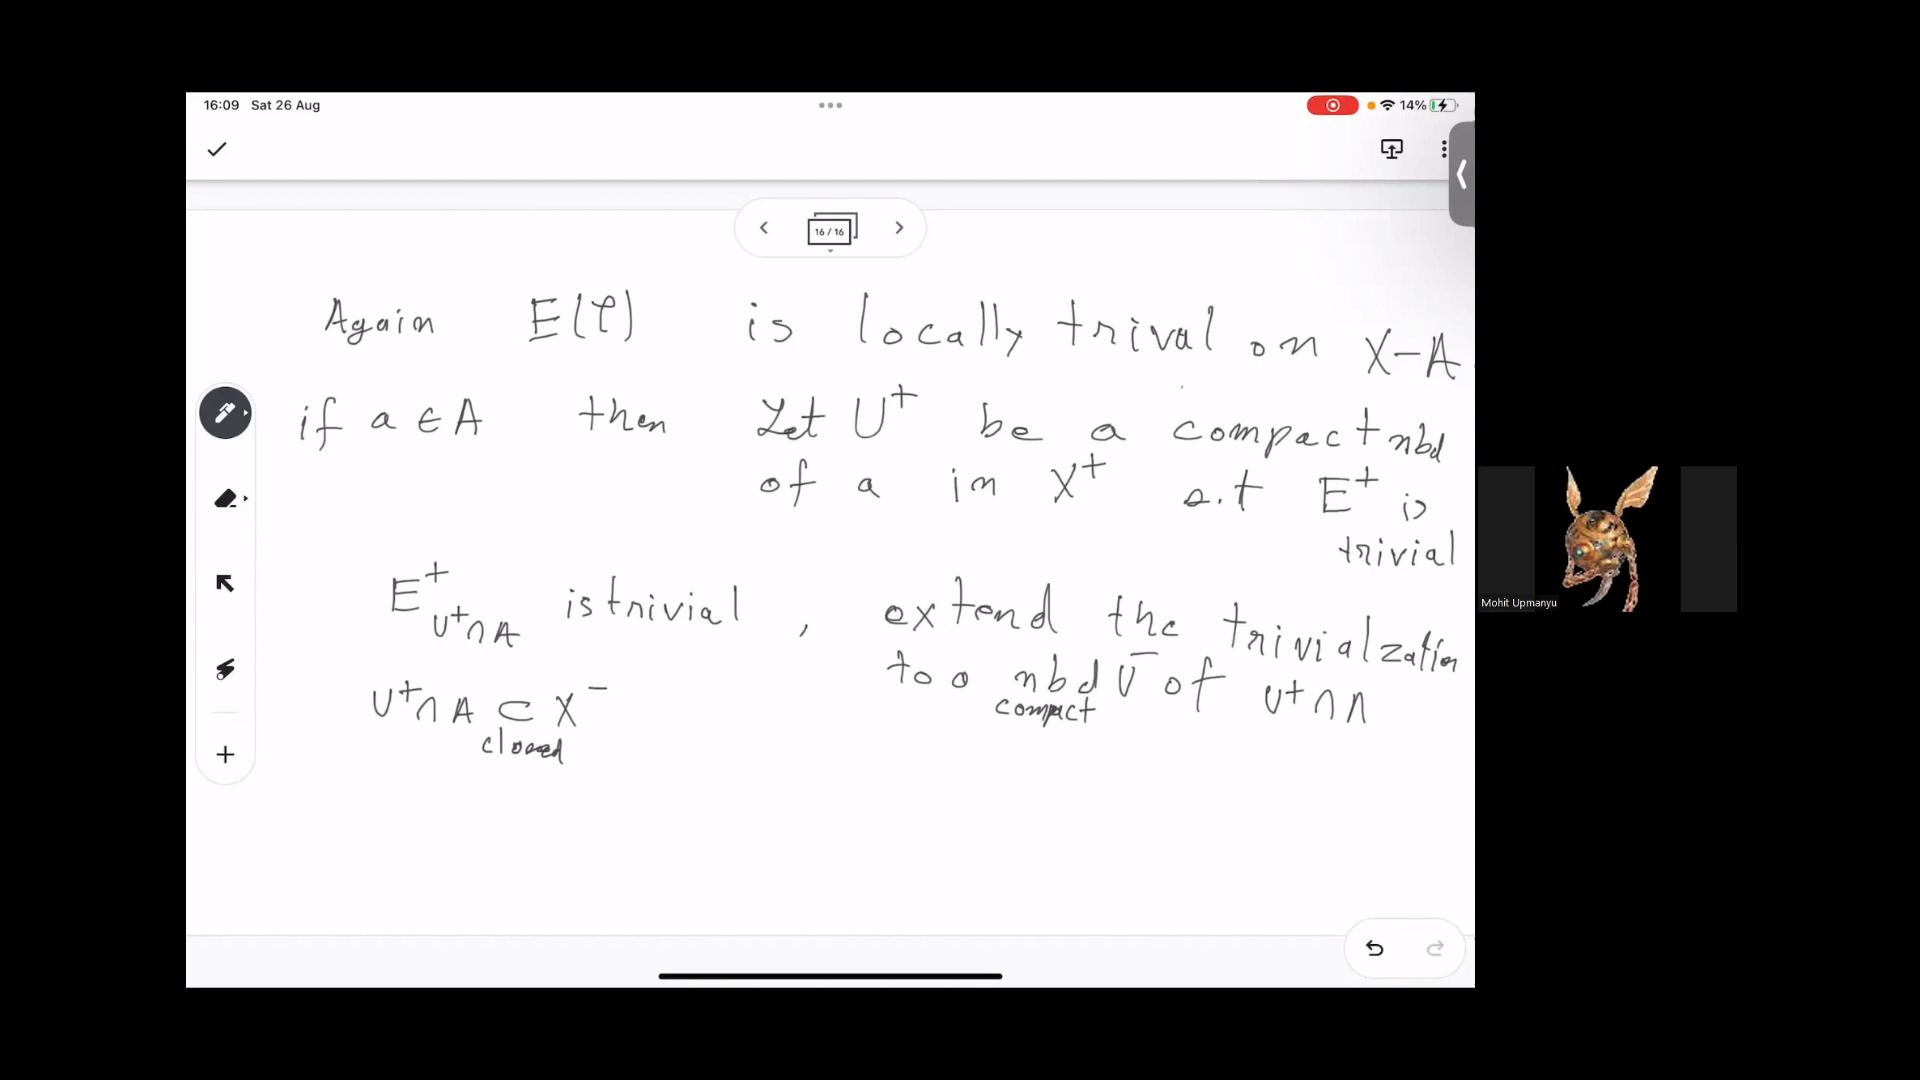 16:09 Sat 26 Aug
14%
16 / 16
Again E(φ) is locally trival on X-A
if a ∈ A then Let U⁺ be a compact nbd
of a in X⁺ s.t E⁺ is
trivial
E⁺_{U⁺∩A} is trivial , extend the trivialzation
to o nbd U⁻ of U⁺∩A
compact
U⁺∩A ⊂ X⁻
closed
Mohit Upmanyu